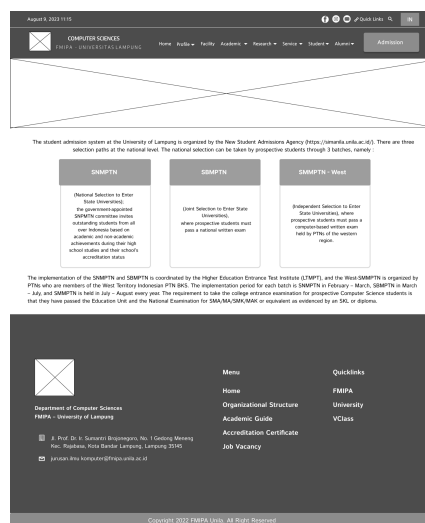 August 9, 2023 11:15
Quick Links
IN
COMPUTER SCIENCES
FMIPA - UNIVERSITAS LAMPUNG
Home Profile Facility Academic Research Service Student Alumni
Admission
The student admission system at the University of Lampung is organized by the New Student Admissions Agency (https://simanila.unila.ac.id/). There are three
selection paths at the national level. The national selection can be taken by prospective students through 3 batches, namely :
SNMPTN
(National Selection to Enter
State Universities);
the government-appointed
SNPMTN committee invites
outstanding students from all
over Indonesia based on
academic and non-academic
achievements during their high
school studies and their school's
accreditation status
SBMPTN
(Joint Selection to Enter State
Universities),
where prospective students must
pass a national written exam
SMMPTN - West
(Independent Selection to Enter
State Universities), where
prospective students must pass a
computer-based written exam
held by PTNs of the western
region.
The implementation of the SNMPTN and SBMPTN is coordinated by the Higher Education Entrance Test Institute (LTMPT), and the West-SMMPTN is organized by
PTNs who are members of the West Territory Indonesian PTN BKS. The implementation period for each batch is SNMPTN in February – March, SBMPTN in March
– July, and SMMPTN is held in July – August every year. The requirement to take the college entrance examination for prospective Computer Science students is
that they have passed the Education Unit and the National Examination for SMA/MA/SMK/MAK or equivalent as evidenced by an SKL or diploma.
Department of Computer Sciences
FMIPA – University of Lampung
Jl. Prof. Dr. Ir. Sumantri Brojonegoro, No. 1 Gedong Meneng
Kec. Rajabasa, Kota Bandar Lampung, Lampung 35145
jurusan.ilmu.komputer@fmipa.unila.ac.id
Menu
Home
Organizational Structure
Academic Guide
Accreditation Certificate
Job Vacancy
Quicklinks
FMIPA
University
VClass
Copyright 2022 FMIPA Unila. All Right Reserved